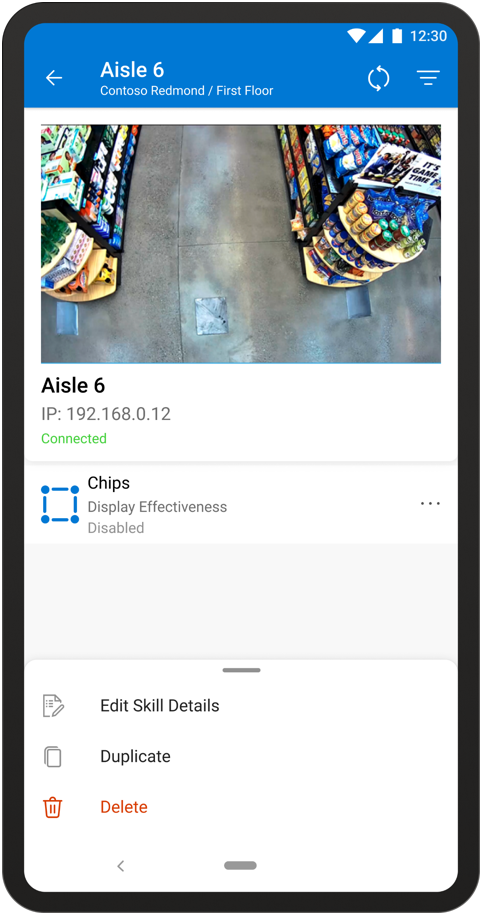 12:30
Aisle 6
Contoso Redmond / First Floor
IT'S
GAME
TIME
Aisle 6
IP: 192.168.0.12
Connected
Chips
Display Effectiveness
Disabled
Edit Skill Details
Duplicate
Delete